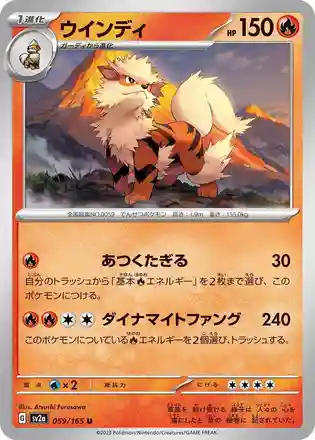 1進化
ウインディ
HP 150
ガーディから進化
全国図鑑NO.0059 でんせつポケモン 高さ：1.9m 重さ：155.0kg
あつくたぎる 30
自分のトラッシュから「基本エネルギー」を2枚まで選び、このポケモンにつける。
ダイナマイトファング 240
このポケモンについているエネルギーを2個選び、トラッシュする。
弱点 ×2 抵抗力 にげる
Illus. Atsushi Furusawa
G sv2a 059/165 U
©2023 Pokémon/Nintendo/Creatures/GAME FREAK.